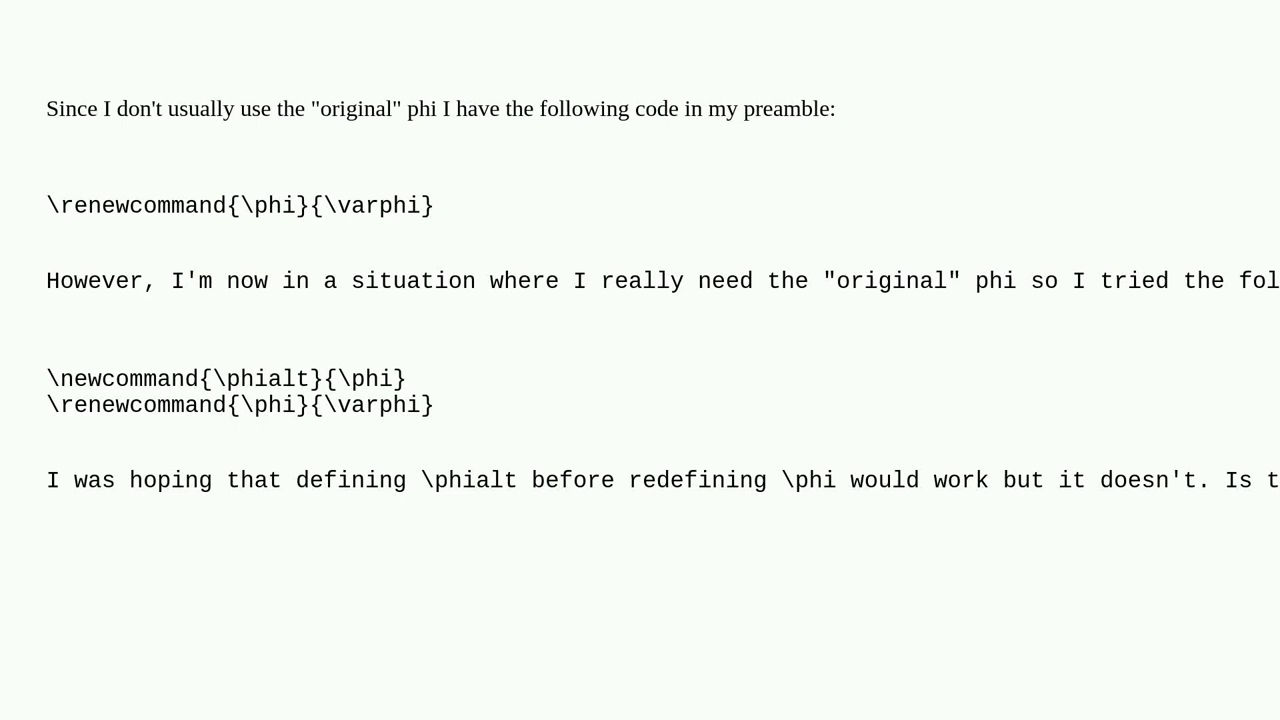 Since I don't usually use the "original" phi I have the following code in my preamble:
\renewcommand{\phi}{\varphi}
However, I'm now in a situation where I really need the "original" phi so I tried the
\newcommand{\phialt}{\phi}
\renewcommand{\phi}{\varphi}
I was hoping that defining \phialt before redefining \phi would work but it doesn't. Is